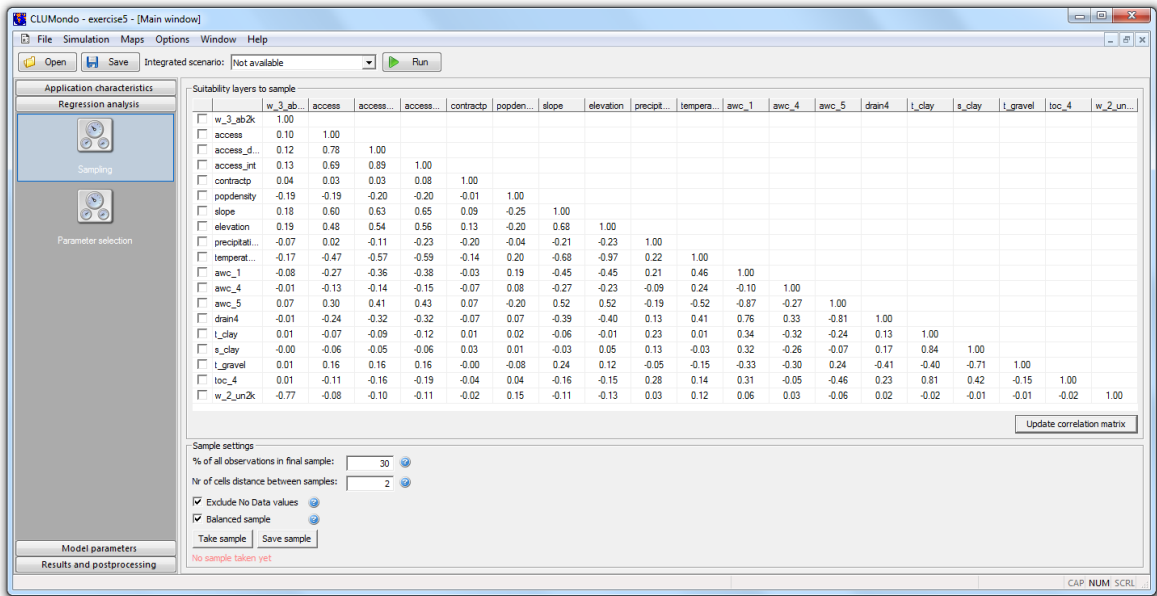 CLUMondo - exercise5 - [Main window]
File Simulation Maps Options Window Help
Open Save Integrated scenario: Not available Run
Application characteristics
Regression analysis
Sampling
Parameter selection
Model parameters
Results and postprocessing
Suitability layers to sample
w_3_ab... access access... access... contractp popden... slope elevation precipit... tempera... awc_1 awc_4 awc_5 drain4 t_clay s_clay t_gravel toc_4 w_2_un...
w_3_ab2k 1.00
access 0.10 1.00
access_d... 0.12 0.78 1.00
access_int 0.13 0.69 0.89 1.00
contractp 0.04 0.03 0.03 0.08 1.00
popdensity -0.19 -0.19 -0.20 -0.20 -0.01 1.00
slope 0.18 0.60 0.63 0.65 0.09 -0.25 1.00
elevation 0.19 0.48 0.54 0.56 0.13 -0.20 0.68 1.00
precipitati... -0.07 0.02 -0.11 -0.23 -0.20 -0.04 -0.21 -0.23 1.00
temperat... -0.17 -0.47 -0.57 -0.59 -0.14 0.20 -0.68 -0.97 0.22 1.00
awc_1 -0.08 -0.27 -0.36 -0.38 -0.03 0.19 -0.45 -0.45 0.21 0.46 1.00
awc_4 -0.01 -0.13 -0.14 -0.15 -0.07 0.08 -0.27 -0.23 -0.09 0.24 -0.10 1.00
awc_5 0.07 0.30 0.41 0.43 0.07 -0.20 0.52 0.52 -0.19 -0.52 -0.87 -0.27 1.00
drain4 -0.01 -0.24 -0.32 -0.32 -0.07 0.07 -0.39 -0.40 0.13 0.41 0.76 0.33 -0.81 1.00
t_clay 0.01 -0.07 -0.09 -0.12 0.01 0.02 -0.06 -0.01 0.23 0.01 0.34 -0.32 -0.24 0.13 1.00
s_clay -0.00 -0.06 -0.05 -0.06 0.03 0.01 -0.03 0.05 0.13 -0.03 0.32 -0.26 -0.07 0.17 0.84 1.00
t_gravel 0.01 0.16 0.16 0.14 -0.00 -0.08 0.24 0.12 -0.05 -0.15 -0.33 -0.30 0.24 -0.41 -0.40 -0.71 1.00
toc_4 0.01 -0.11 -0.16 -0.19 -0.04 0.04 -0.16 -0.15 0.28 0.14 0.31 -0.05 -0.46 0.23 0.81 0.42 -0.15 1.00
w_2_un2k -0.77 -0.08 -0.10 -0.11 -0.02 0.15 -0.11 -0.13 0.03 0.12 0.06 0.03 -0.06 0.02 -0.02 -0.01 -0.01 -0.02 1.00
Update correlation matrix
Sample settings
% of all observations in final sample: 30
Nr of cells distance between samples: 2
Exclude No Data values
Balanced sample
Take sample Save sample
No sample taken yet
CAP NUM SCRL